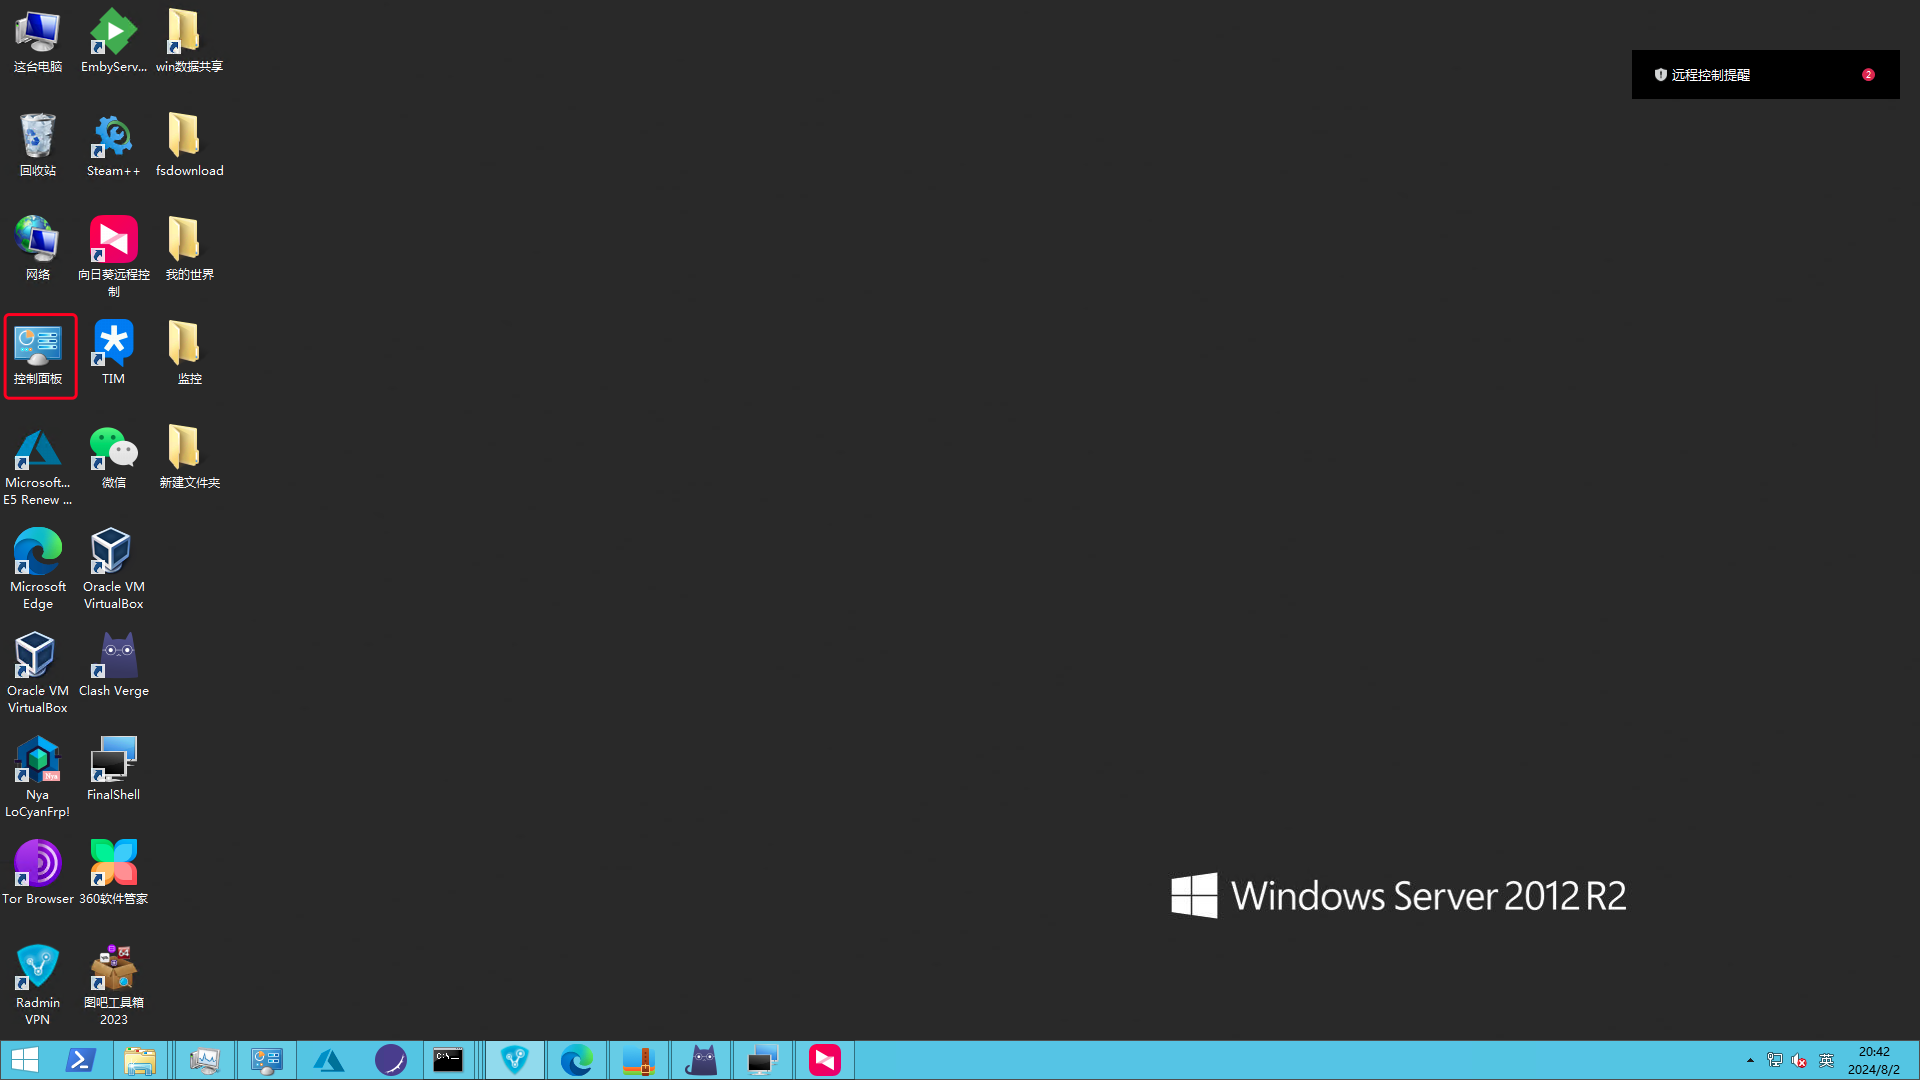 这台电脑
EmbyServ...
win数据共享
远程控制提醒
2
回收站
Steam++
fsdownload
网络
向日葵远程控
制
我的世界
控制面板
TIM
监控
Microsoft...
E5 Renew ...
微信
新建文件夹
Microsoft
Edge
Oracle VM
VirtualBox
Oracle VM
VirtualBox
Clash Verge
Nya
Nya
LoCyanFrp!
FinalShell
Tor Browser
360软件管家
Windows Server 2012 R2
64
Radmin
VPN
图吧工具箱
2023
C:\_
英
20:42
2024/8/2